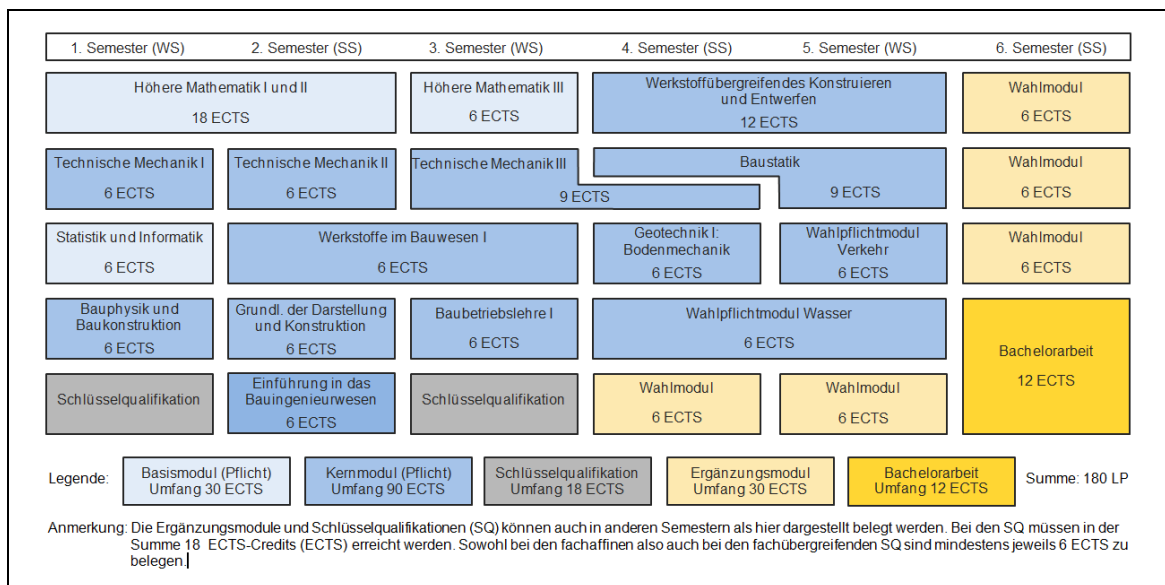 1. Semester (WS) 2. Semester (SS) 3. Semester (WS) 4. Semester (SS) 5. Semester (WS) 6. Semester (SS)
Höhere Mathematik I und II
18 ECTS
Höhere Mathematik III
6 ECTS
Werkstoffübergreifendes Konstruieren
und Entwerfen
12 ECTS
Wahlmodul
6 ECTS
Technische Mechanik I
6 ECTS
Technische Mechanik II
6 ECTS
Technische Mechanik III
9 ECTS
Baustatik
9 ECTS
Wahlmodul
6 ECTS
Statistik und Informatik
6 ECTS
Werkstoffe im Bauwesen I
6 ECTS
Geotechnik I:
Bodenmechanik
6 ECTS
Wahlpflichtmodul
Verkehr
6 ECTS
Wahlmodul
6 ECTS
Bauphysik und
Baukonstruktion
6 ECTS
Grundl. der Darstellung
und Konstruktion
6 ECTS
Baubetriebslehre I
6 ECTS
Wahlpflichtmodul Wasser
6 ECTS
Bachelorarbeit
12 ECTS
Schlüsselqualifikation
Einführung in das
Bauingenieurwesen
6 ECTS
Schlüsselqualifikation
Wahlmodul
6 ECTS
Wahlmodul
6 ECTS
Legende:
Basismodul (Pflicht)
Umfang 30 ECTS
Kernmodul (Pflicht)
Umfang 90 ECTS
Schlüsselqualifikation
Umfang 18 ECTS
Ergänzungsmodul
Umfang 30 ECTS
Bachelorarbeit
Umfang 12 ECTS
Summe: 180 LP
Anmerkung: Die Ergänzungsmodule und Schlüsselqualifikationen (SQ) können auch in anderen Semestern als hier dargestellt belegt werden. Bei den SQ müssen in der
Summe 18 ECTS-Credits (ECTS) erreicht werden. Sowohl bei den fachaffinen also auch bei den fachübergreifenden SQ sind mindestens jeweils 6 ECTS zu
belegen.